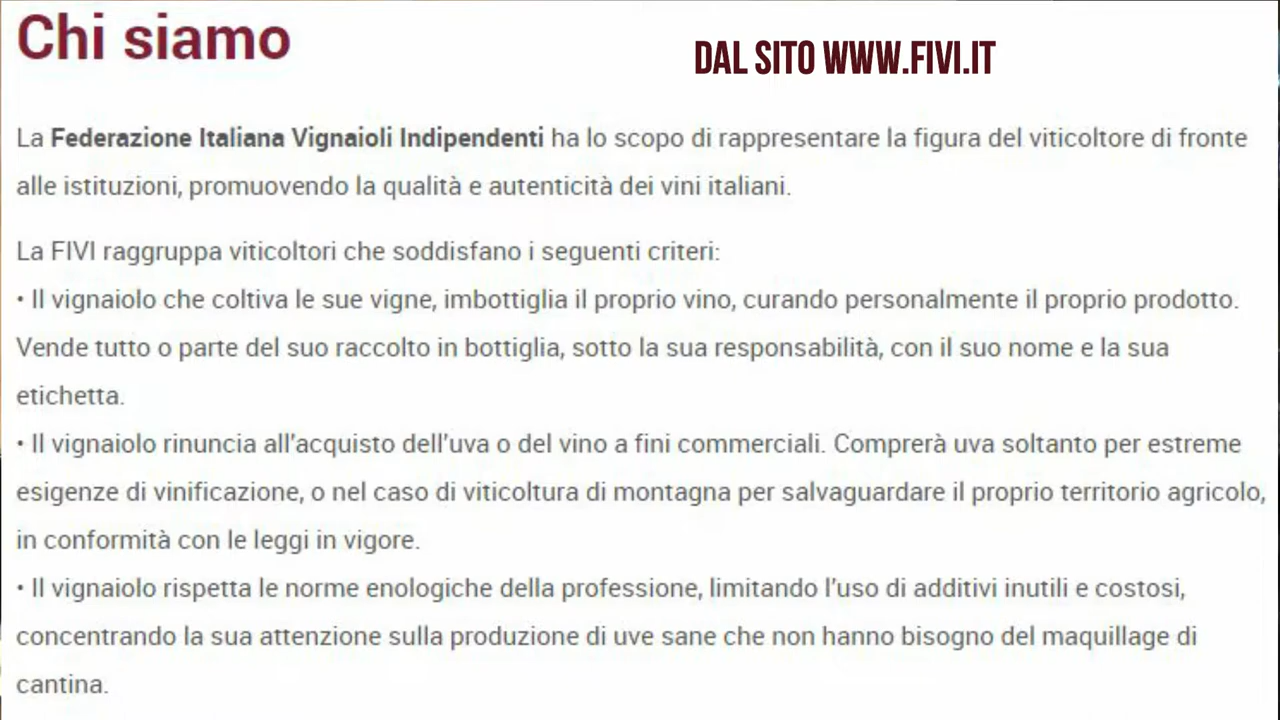 Chi siamo
DAL SITO WWW.FIVI.IT
La Federazione Italiana Vignaioli Indipendenti ha lo scopo di rappresentare la figura del viticoltore di fronte
alle istituzioni, promuovendo la qualità e autenticità dei vini italiani.
La FIVI raggruppa viticoltori che soddisfano i seguenti criteri:
• Il vignaiolo che coltiva le sue vigne, imbottiglia il proprio vino, curando personalmente il proprio prodotto.
Vende tutto o parte del suo raccolto in bottiglia, sotto la sua responsabilità, con il suo nome e la sua
etichetta.
• Il vignaiolo rinuncia all'acquisto dell'uva o del vino a fini commerciali. Comprerà uva soltanto per estreme
esigenze di vinificazione, o nel caso di viticoltura di montagna per salvaguardare il proprio territorio agricolo,
in conformità con le leggi in vigore.
• Il vignaiolo rispetta le norme enologiche della professione, limitando l'uso di additivi inutili e costosi,
concentrando la sua attenzione sulla produzione di uve sane che non hanno bisogno del maquillage di
cantina.